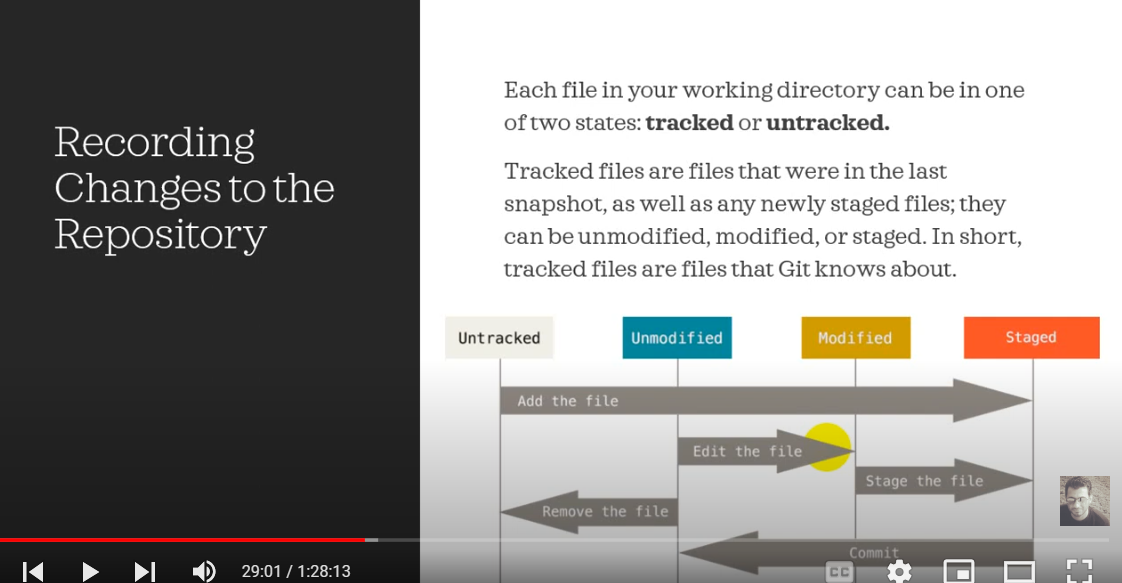 Recording
Changes to the
Repository
Each file in your working directory can be in one
of two states: tracked or untracked.
Tracked files are files that were in the last
snapshot, as well as any newly staged files; they
can be unmodified, modified, or staged. In short,
tracked files are files that Git knows about.
Untracked
Unmodified
Modified
Staged
Add the file
Edit the file
Stage the file
Remove the file
Commit
29:01 / 1:28:13
CC